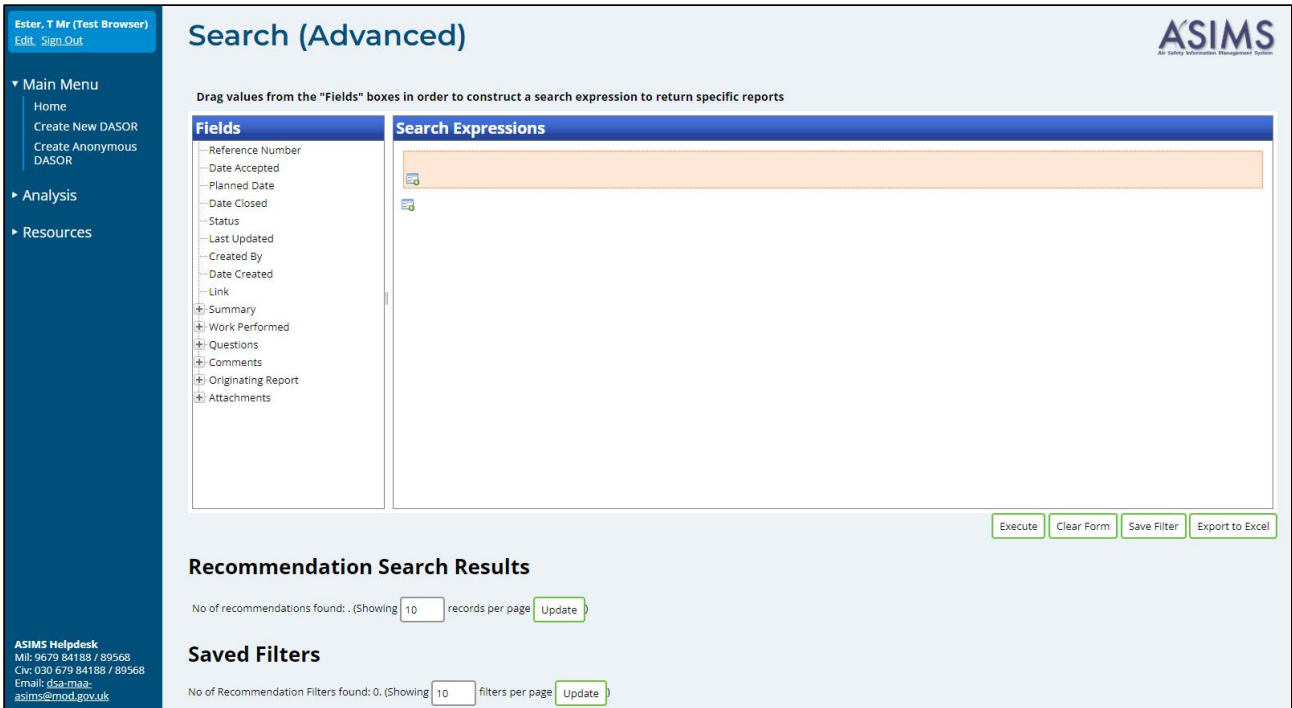 Ester, T Mr (Test Browser)
Edit Sign Out
Main Menu
Home
Create New DASOR
Create Anonymous
DASOR
Analysis
Resources
ASIMS Helpdesk
Mil: 9679 84188 / 89568
Civ: 030 679 84188 / 89568
Email: dsa-maa-
asims@mod.gov.uk
Search (Advanced)
ASIMS
Air Safety Information Management System
Drag values from the "Fields" boxes in order to construct a search expression to return specific reports
Fields
Reference Number
Date Accepted
Planned Date
Date Closed
Status
Last Updated
Created By
Date Created
Link
Summary
Work Performed
Questions
Comments
Originating Report
Attachments
Search Expressions
Execute Clear Form Save Filter Export to Excel
Recommendation Search Results
No of recommendations found: . (Showing 10 records per page Update )
Saved Filters
No of Recommendation Filters found: 0. (Showing 10 filters per page Update )